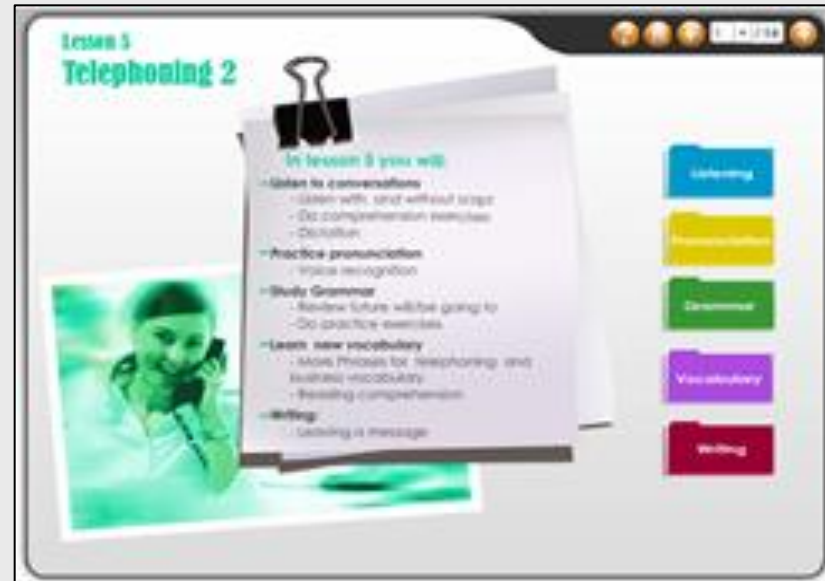 Lesson 5
Telephoning 2
In lesson 5 you will
Listen to conversations
- Listen with and without script
- Do comprehension exercises
- Dictation
Practice pronunciation
- Voice recognition
Study Grammar
- Review future will/be going to
- Do practice exercises
Learn new vocabulary
- More Phrases for telephoning and
business vocabulary
- Reading comprehension
Writing
- Leaving a message
Listening
Pronunciation
Grammar
Vocabulary
Writing